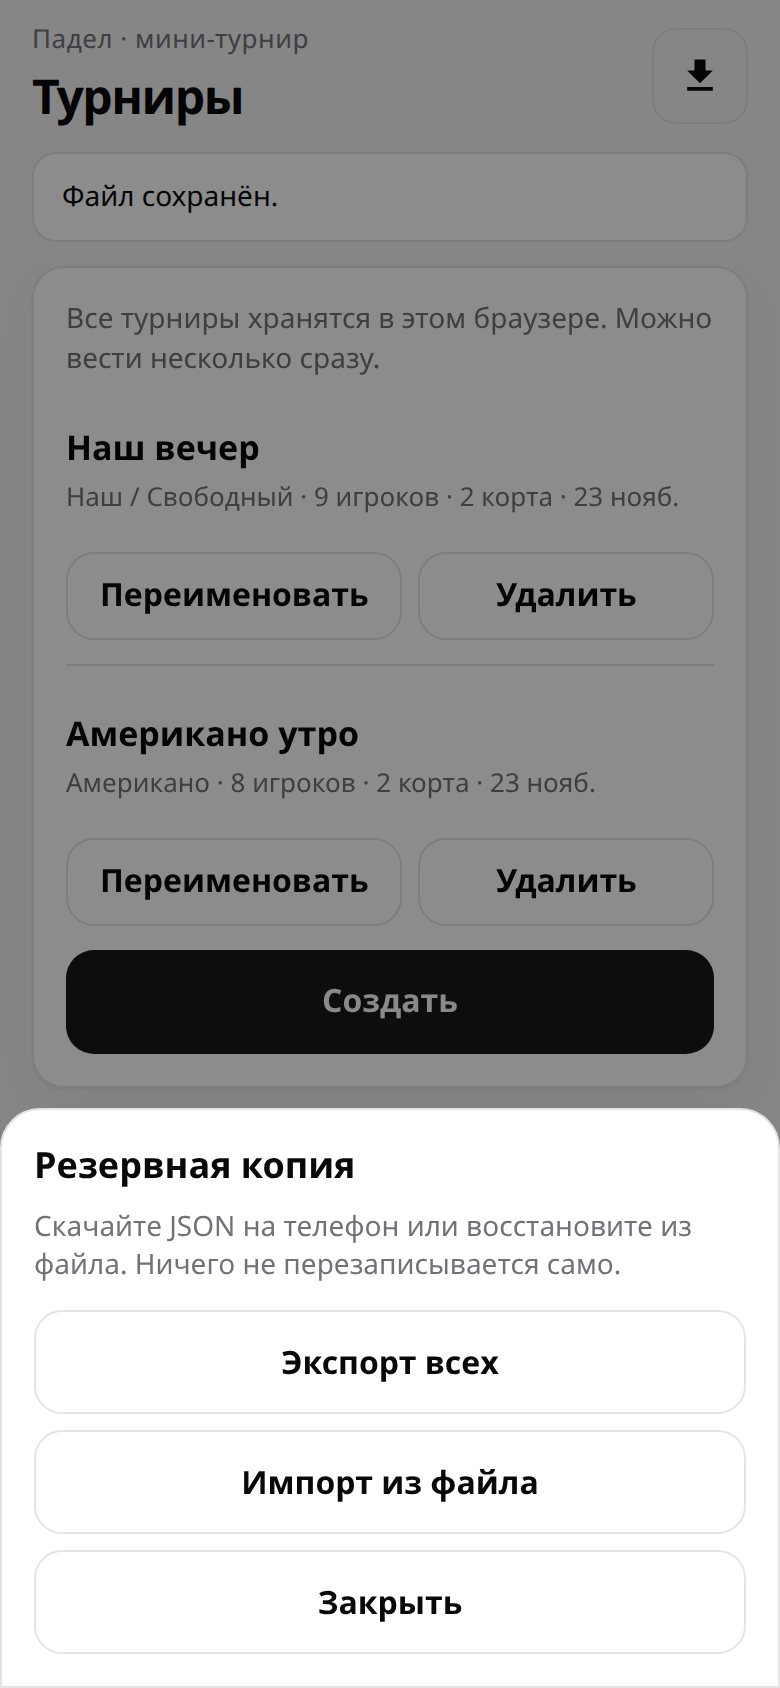 Падел · мини-турнир
Турниры
Файл сохранён.
Все турниры хранятся в этом браузере. Можно
вести несколько сразу.
Наш вечер
Наш / Свободный · 9 игроков · 2 корта · 23 нояб.
Переименовать
Удалить
Американо утро
Американо · 8 игроков · 2 корта · 23 нояб.
Переименовать
Удалить
Создать
Резервная копия
Скачайте JSON на телефон или восстановите из
файла. Ничего не перезаписывается само.
Экспорт всех
Импорт из файла
Закрыть